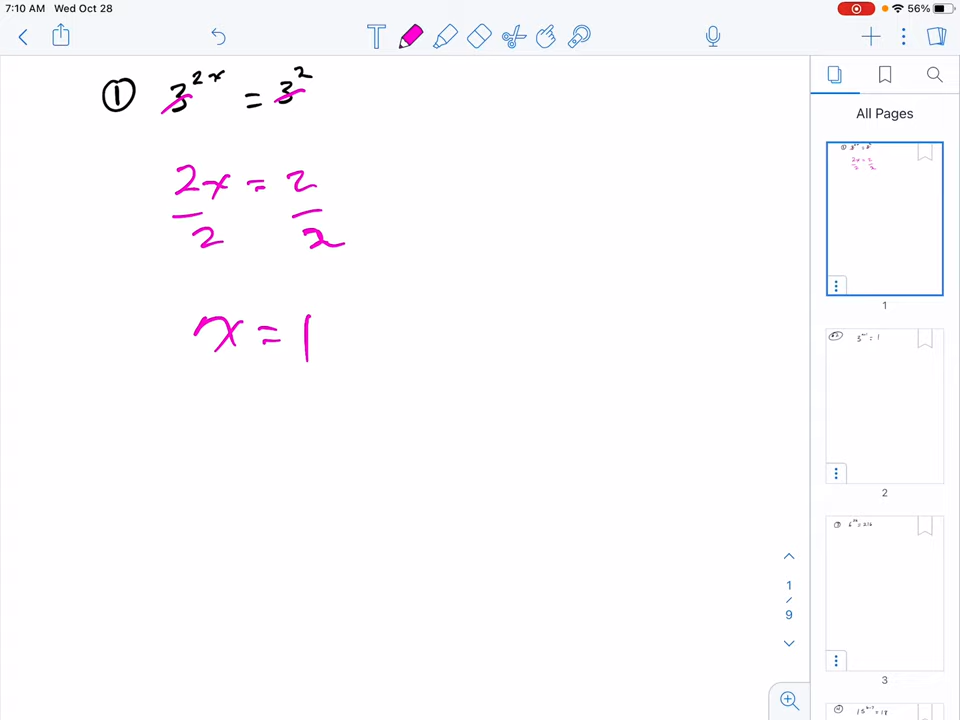 7:10 AM Wed Oct 28
56%
All Pages
① 3^{2x} = 3^2
2x = 2
2 2
x = 1
1
2
3
1
/
9